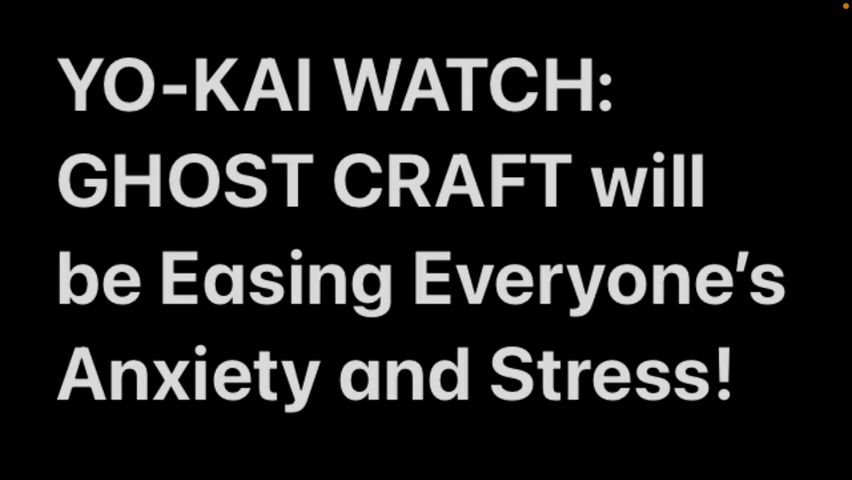 YO-KAI WATCH:
GHOST CRAFT will
be Easing Everyone’s
Anxiety and Stress!